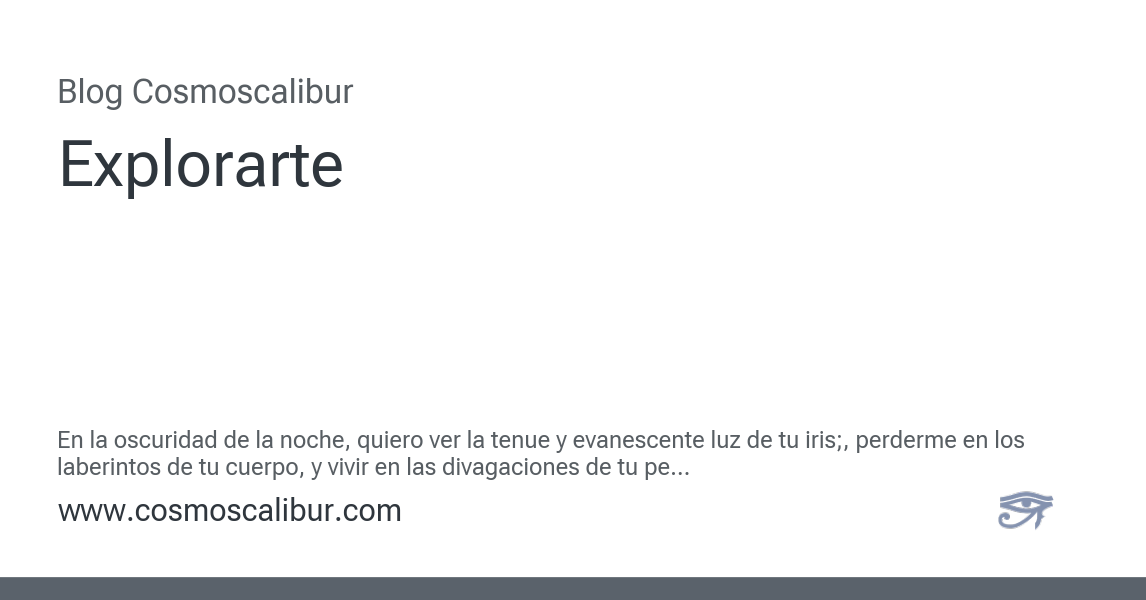 Blog Cosmoscalibur
Explorarte
En la oscuridad de la noche, quiero ver la tenue y evanescente luz de tu iris;, perderme en los
laberintos de tu cuerpo, y vivir en las divagaciones de tu pe...
www.cosmoscalibur.com